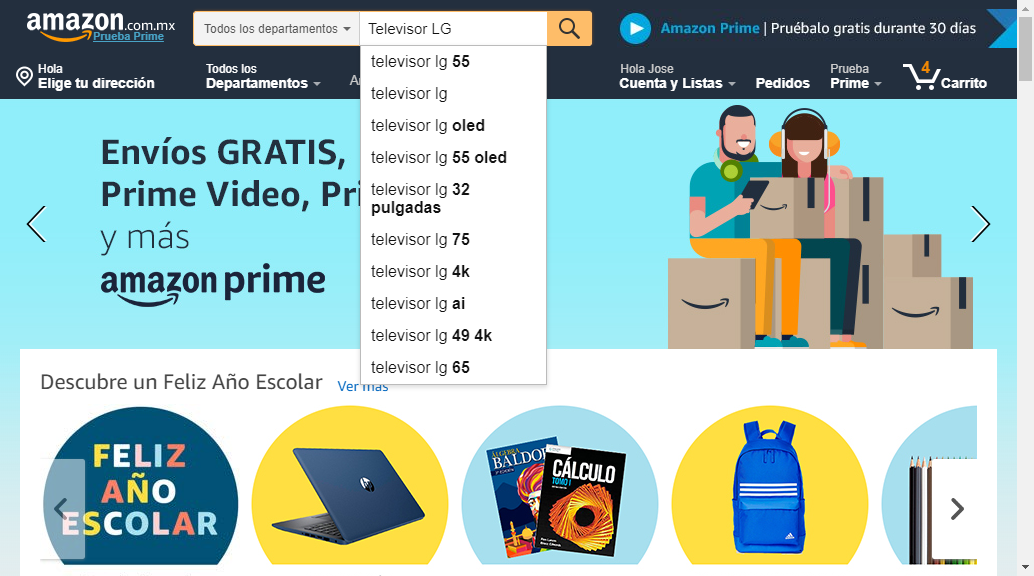 amazon.com.mx
Prueba Prime
Todos los departamentos
Televisor LG
Amazon Prime | Pruébalo gratis durante 30 días
Hola
Elige tu dirección
Todos los
Departamentos
Hola Jose
Cuenta y Listas
Pedidos
Prueba
Prime
4
Carrito
televisor lg 55
televisor lg
televisor lg oled
televisor lg 55 oled
televisor lg 32
pulgadas
televisor lg 75
televisor lg 4k
televisor lg ai
televisor lg 49 4k
televisor lg 65
Envíos GRATIS,
Prime Video, Pri
y más
amazon prime
Descubre un Feliz Año Escolar
Ver más
FELIZ
AÑO
ESCOLAR
hp
ÁLGEBRA
BALDO
CÁLCULO
TOMO I
adidas